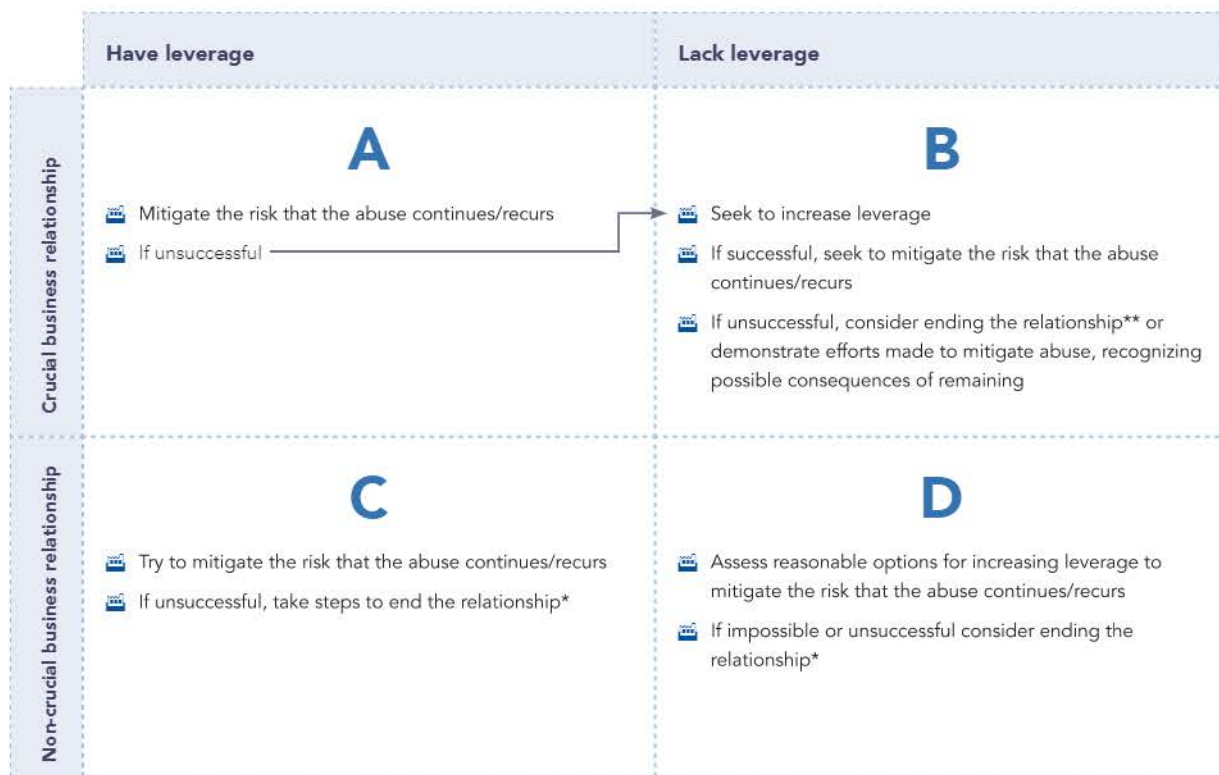 Have leverage
Lack leverage
Crucial business relationship
A
Mitigate the risk that the abuse continues/recurs
If unsuccessful
B
Seek to increase leverage
If successful, seek to mitigate the risk that the abuse
continues/recurs
If unsuccessful, consider ending the relationship** or
demonstrate efforts made to mitigate abuse, recognizing
possible consequences of remaining
Non-crucial business relationship
C
Try to mitigate the risk that the abuse continues/recurs
If unsuccessful, take steps to end the relationship*
D
Assess reasonable options for increasing leverage to
mitigate the risk that the abuse continues/recurs
If impossible or unsuccessful consider ending the
relationship*